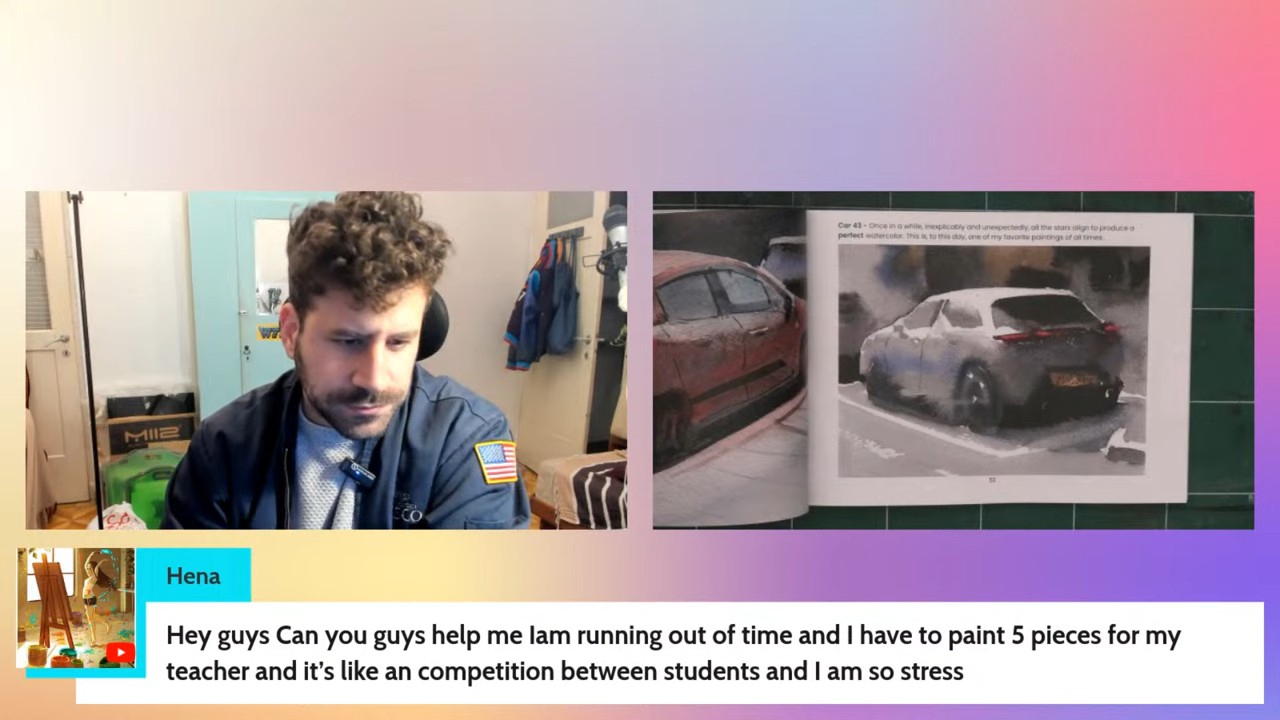 Car 43 - Once in a while, inexplicably and unexpectedly, all the stars align to produce a
perfect watercolor. This is, to this day, one of my favorite paintings of all times.
MII2
Hena
Hey guys Can you guys help me Iam running out of time and I have to paint 5 pieces for my
teacher and it’s like an competition between students and I am so stress